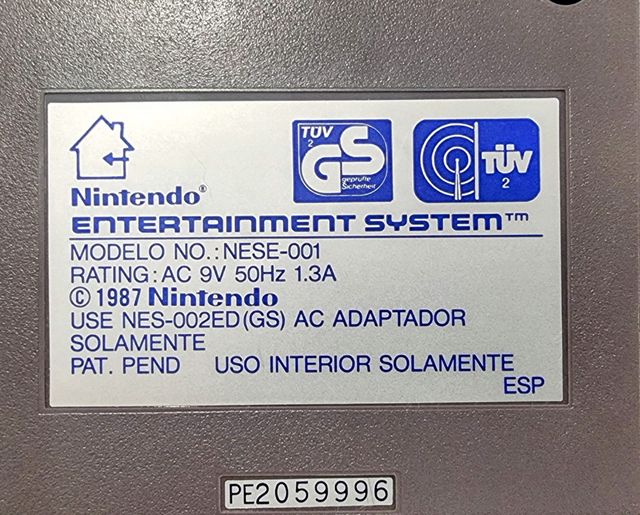 TÜV
2
GS
geprüfte
Sicherheit
TÜV
2
Nintendo®
ENTERTAINMENT SYSTEM™
MODELO NO.:NESE-001
RATING: AC 9V 50Hz 1.3A
© 1987 Nintendo
USE NES-002ED(GS) AC ADAPTADOR
SOLAMENTE
PAT. PEND USO INTERIOR SOLAMENTE
ESP
PE2059996